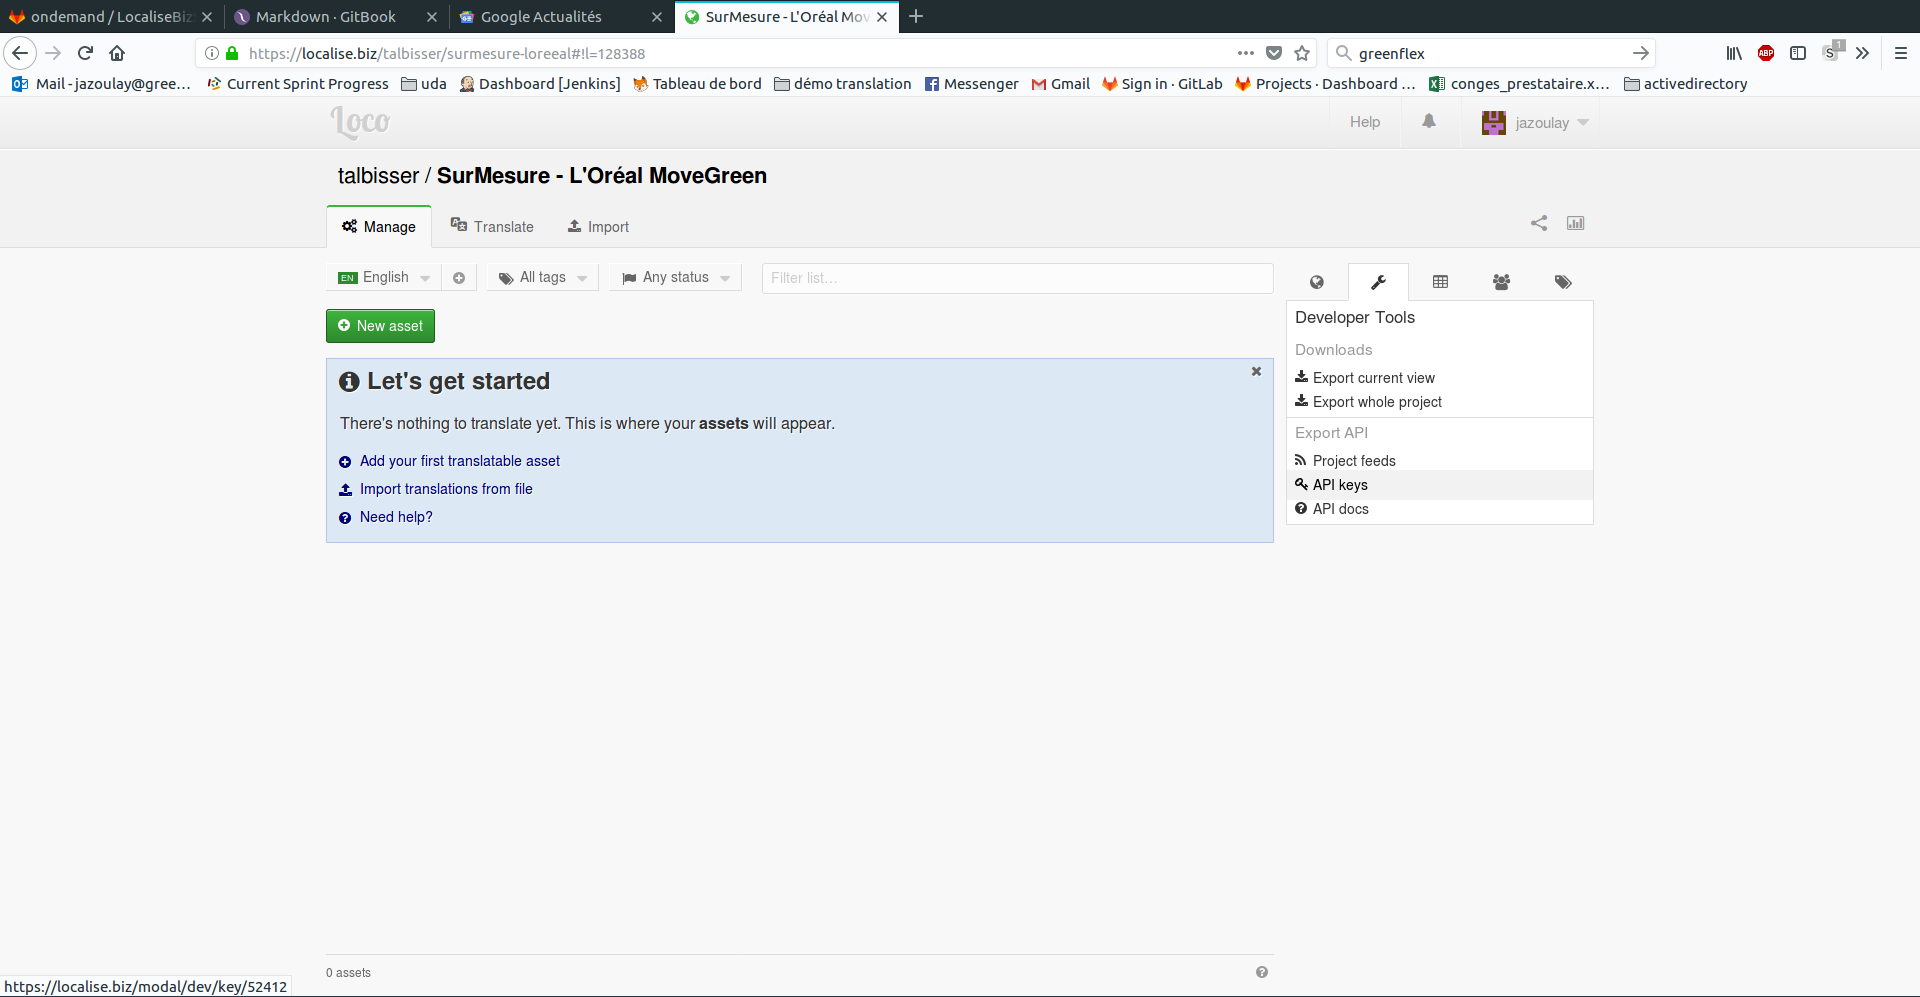 ondemand / LocaliseBiz
Markdown · GitBook
Google Actualités
SurMesure - L'Oréal Mov
https://localise.biz/talbisser/surmesure-loreeal#!l=128388
greenflex
ABP
S
1
Mail - jazoulay@gree...
Current Sprint Progress
uda
Dashboard [Jenkins]
Tableau de bord
démo translation
Messenger
Gmail
Sign in · GitLab
Projects · Dashboard ...
conges_prestataire.x...
activedirectory
Loco
Help
jazoulay
talbisser / SurMesure - L'Oréal MoveGreen
Manage
Translate
Import
EN English
All tags
Any status
Filter list...
New asset
Let's get started
There's nothing to translate yet. This is where your assets will appear.
Add your first translatable asset
Import translations from file
Need help?
Developer Tools
Downloads
Export current view
Export whole project
Export API
Project feeds
API keys
API docs
0 assets
https://localise.biz/modal/dev/key/52412